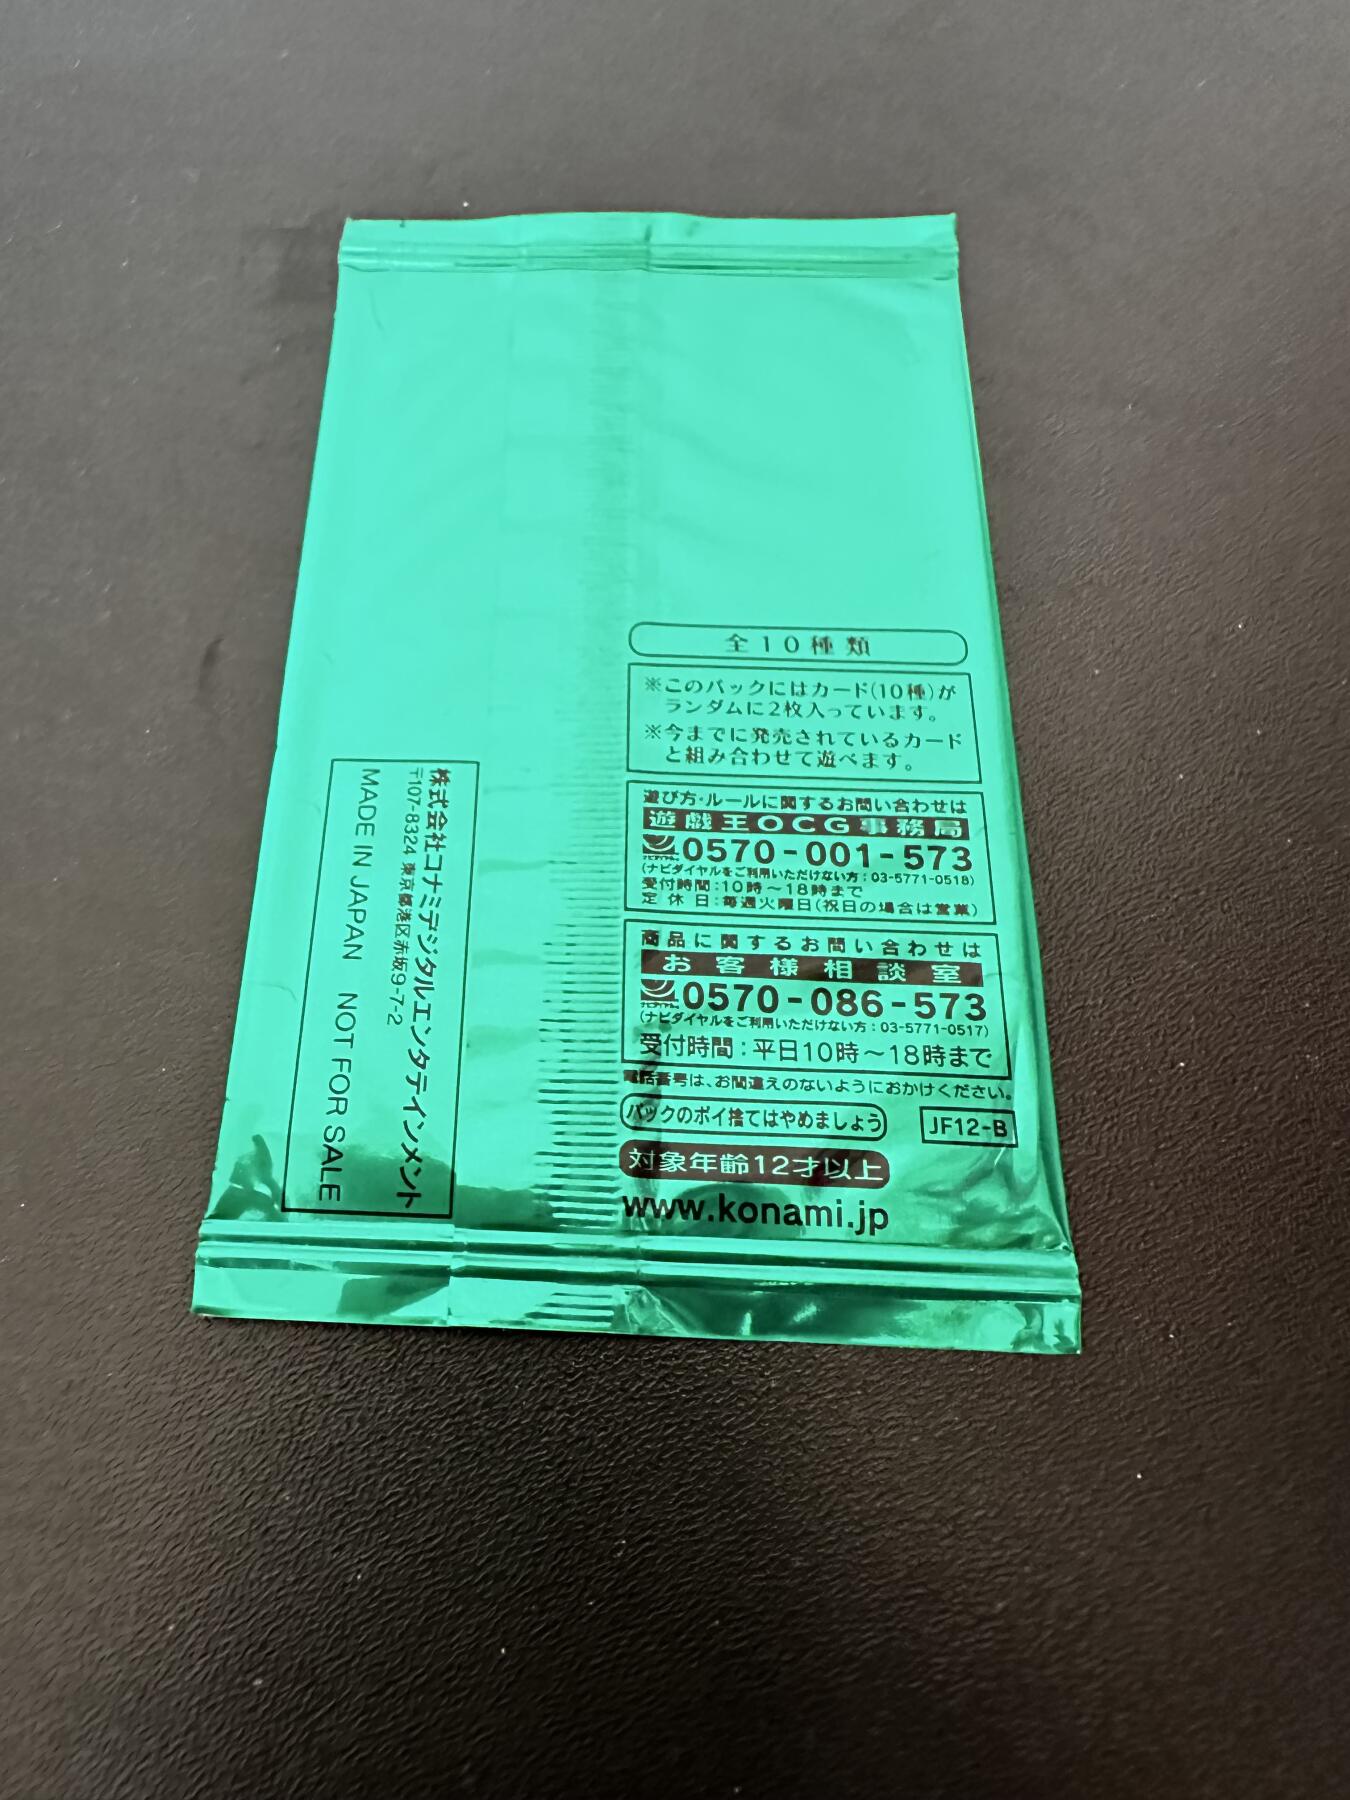 全10種類
※このパックにはカード(10種)が
ランダムに2枚入っています。
※今までに発売されているカード
と組み合わせて遊べます。
遊び方・ルールに関するお問い合わせは
遊戯王OCG事務局
0570-001-573
(ナビダイヤルをご利用いただけない方：03-5771-0518)
受付時間：10時～18時まで
定休日：毎週火曜日(祝日の場合は営業)
商品に関するお問い合わせは
お客様相談室
0570-086-573
(ナビダイヤルをご利用いただけない方：03-5771-0517)
受付時間：平日10時～18時まで
電話番号は、お間違えのないようにおかけください。
パックのポイ捨てはやめましょう
JF12-B
対象年齢12才以上
www.konami.jp
株式会社コナミデジタルエンタテインメント
〒107-8324 東京都港区赤坂9-7-2
MADE IN JAPAN NOT FOR SALE